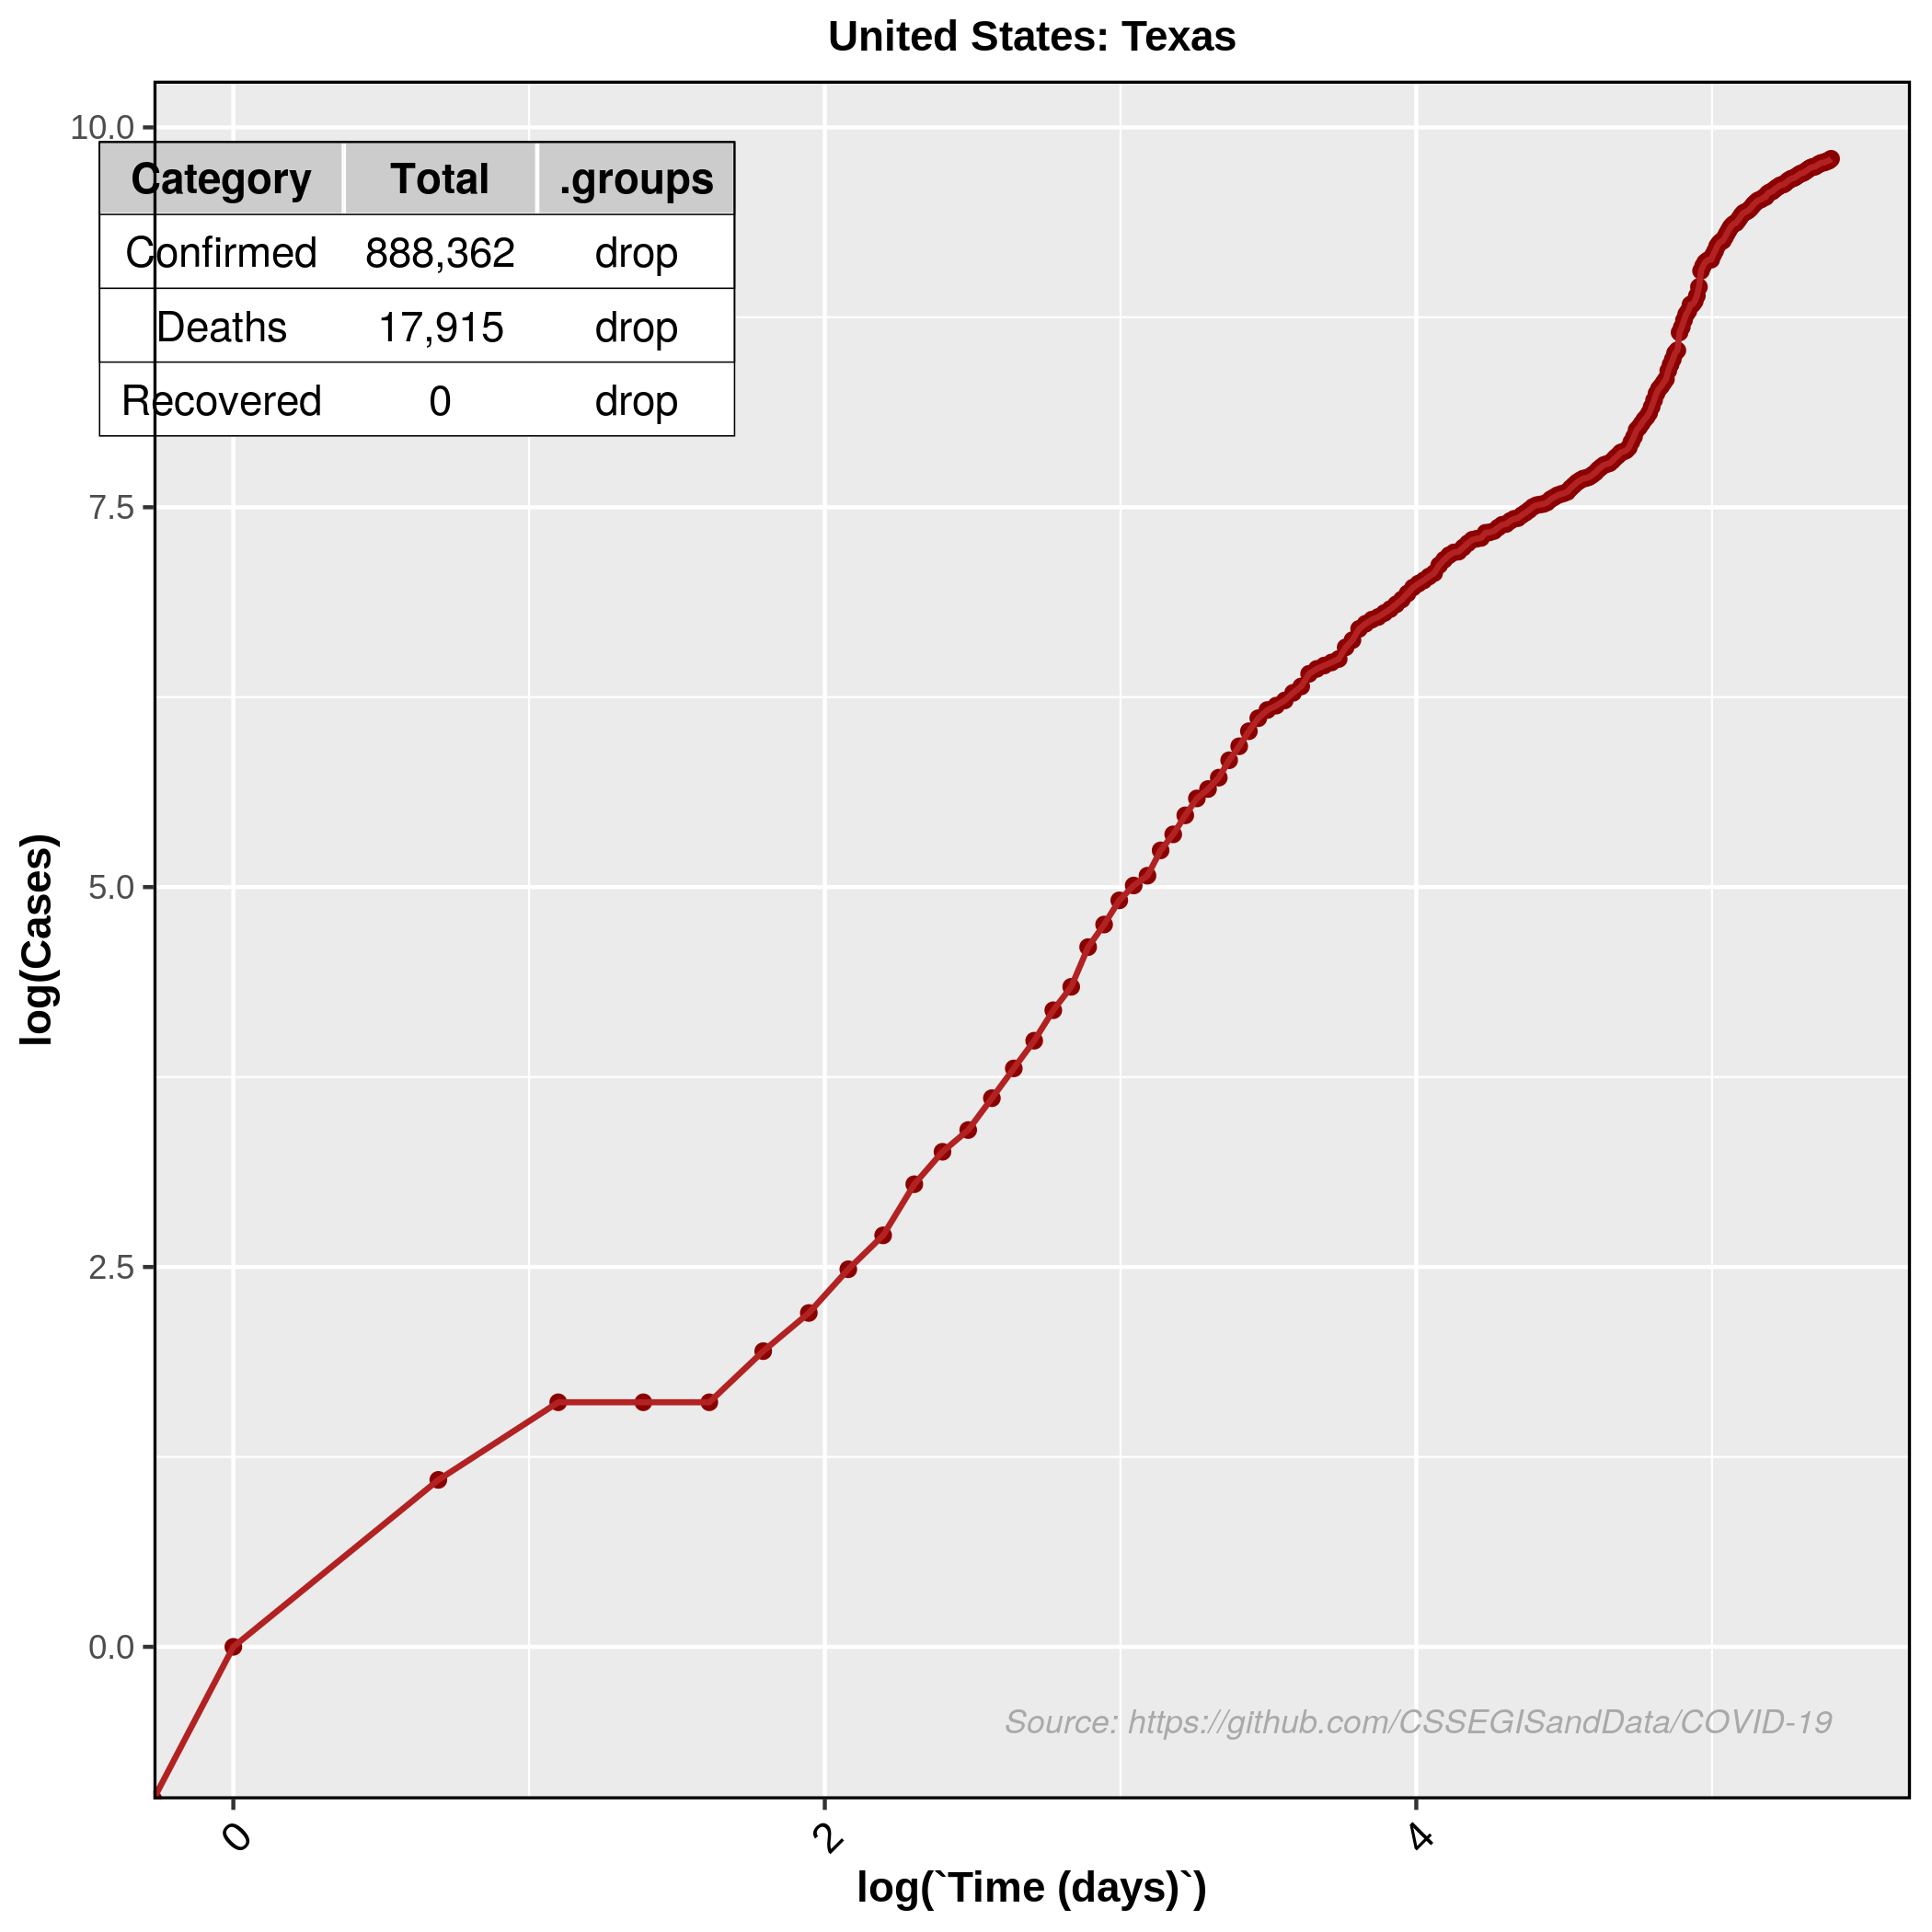 United States: Texas
10.0
Category Total .groups
Confirmed 888,362 drop
Deaths 17,915 drop
Recovered 0 drop
7.5
5.0
2.5
0.0
log(Cases)
Source: https://github.com/CSSEGISandData/COVID-19
0 2 4
log(`Time (days)`)